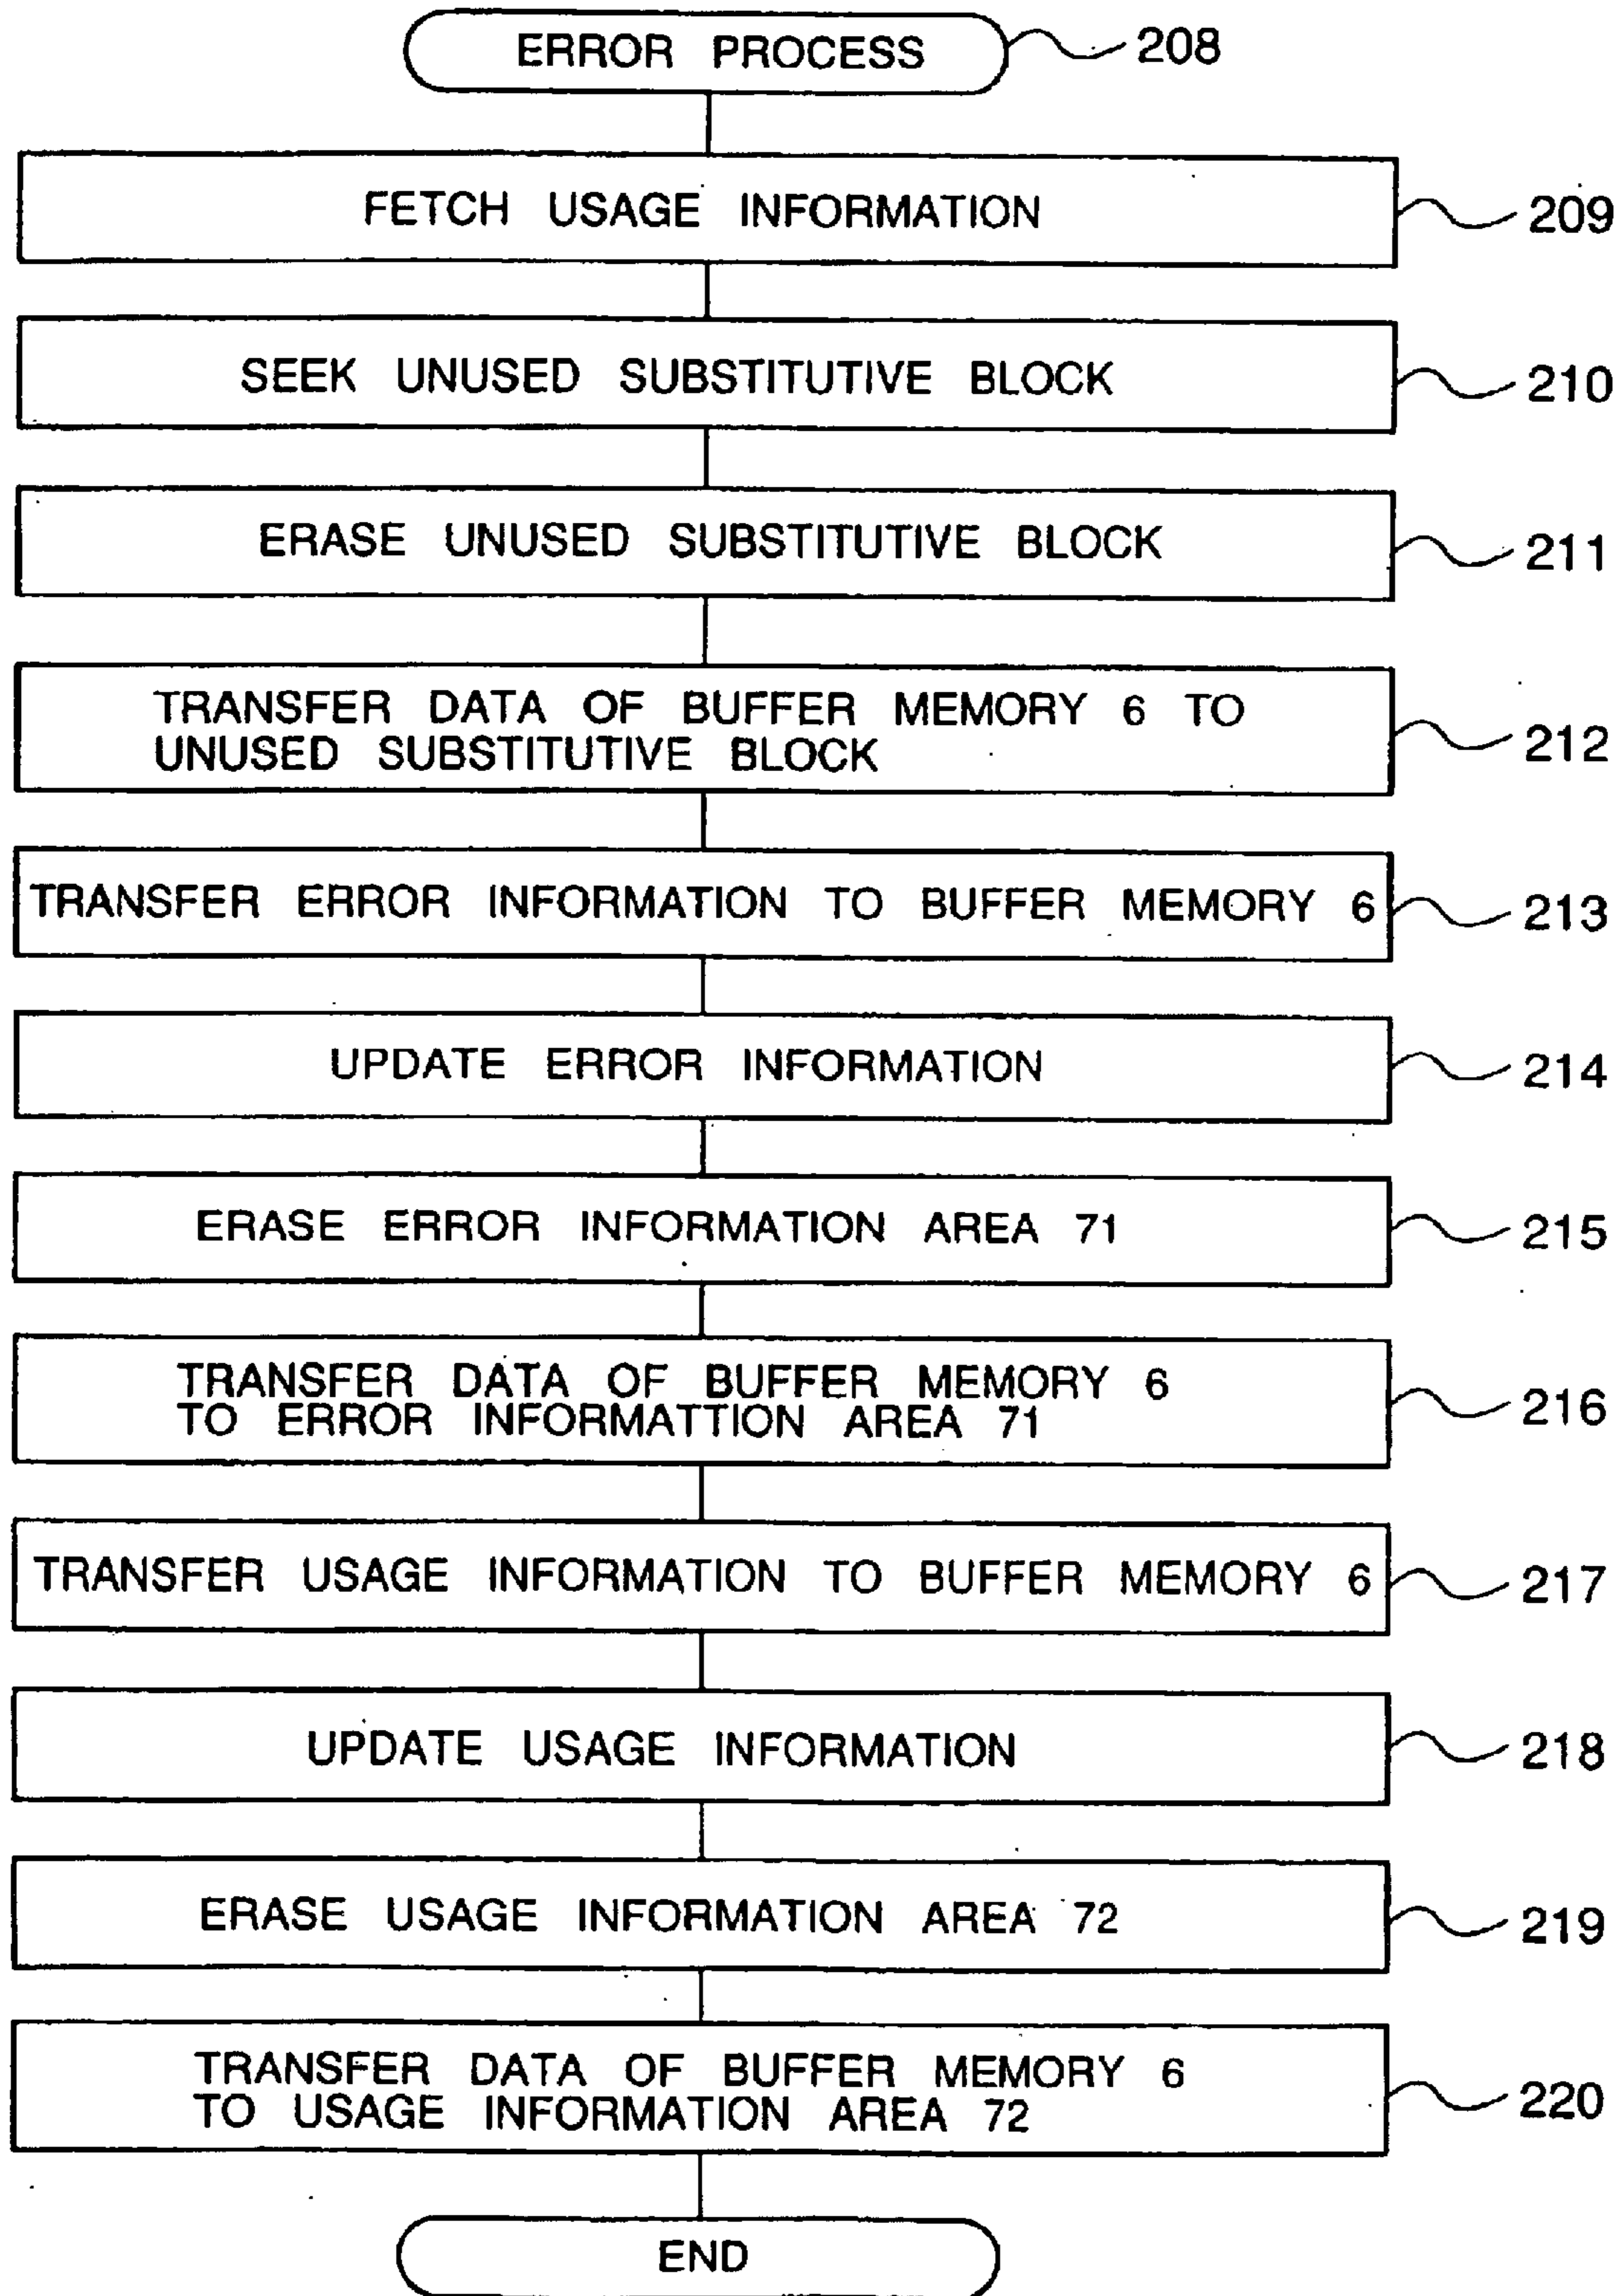 ERROR PROCESS
208
FETCH USAGE INFORMATION
209
SEEK UNUSED SUBSTITUTIVE BLOCK
210
ERASE UNUSED SUBSTITUTIVE BLOCK
211
TRANSFER DATA OF BUFFER MEMORY 6 TO
UNUSED SUBSTITUTIVE BLOCK
212
TRANSFER ERROR INFORMATION TO BUFFER MEMORY 6
213
UPDATE ERROR INFORMATION
214
ERASE ERROR INFORMATION AREA 71
215
TRANSFER DATA OF BUFFER MEMORY 6
TO ERROR INFORMATTION AREA 71
216
TRANSFER USAGE INFORMATION TO BUFFER MEMORY 6
217
UPDATE USAGE INFORMATION
218
ERASE USAGE INFORMATION AREA 72
219
TRANSFER DATA OF BUFFER MEMORY 6
TO USAGE INFORMATION AREA 72
220
END